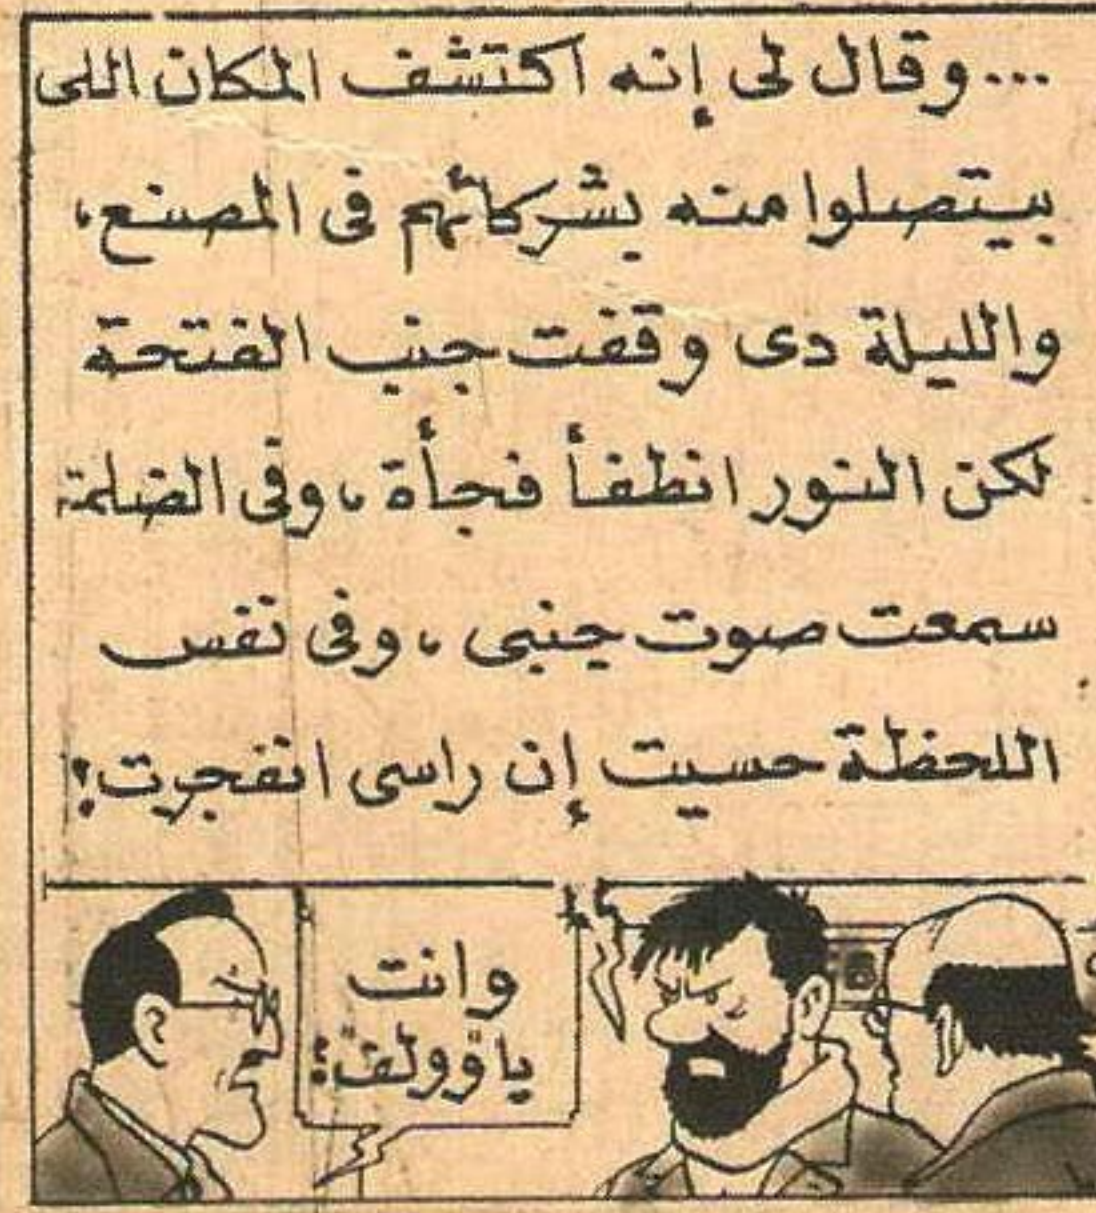 ... وقال لى إنه اكتشف المكان اللى
بيتصلوا منه بشركائهم فى المصنع،
والليلة دى وقفت جنب الفتحة
لكن النور انطفأ فجأة، وفى الضلمة
سمعت صوت جنبى، وفى نفس
اللحظة حسيت إن راسى انفجرت!
وانت
يا وولف؟